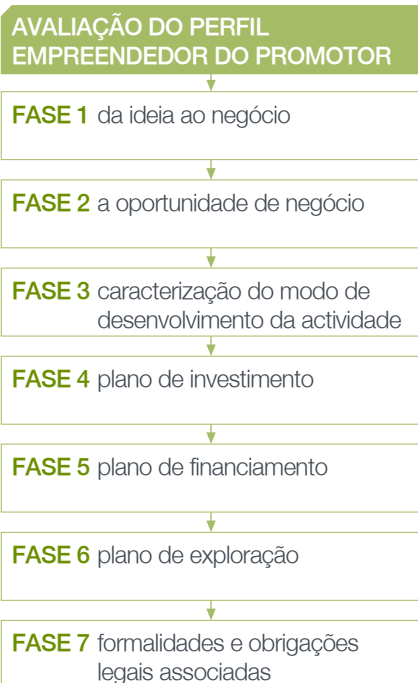 AVALIAÇÃO DO PERFIL
EMPREENDEDOR DO PROMOTOR
FASE 1 da ideia ao negócio
FASE 2 a oportunidade de negócio
FASE 3 caracterização do modo de
desenvolvimento da actividade
FASE 4 plano de investimento
FASE 5 plano de financiamento
FASE 6 plano de exploração
FASE 7 formalidades e obrigações
legais associadas